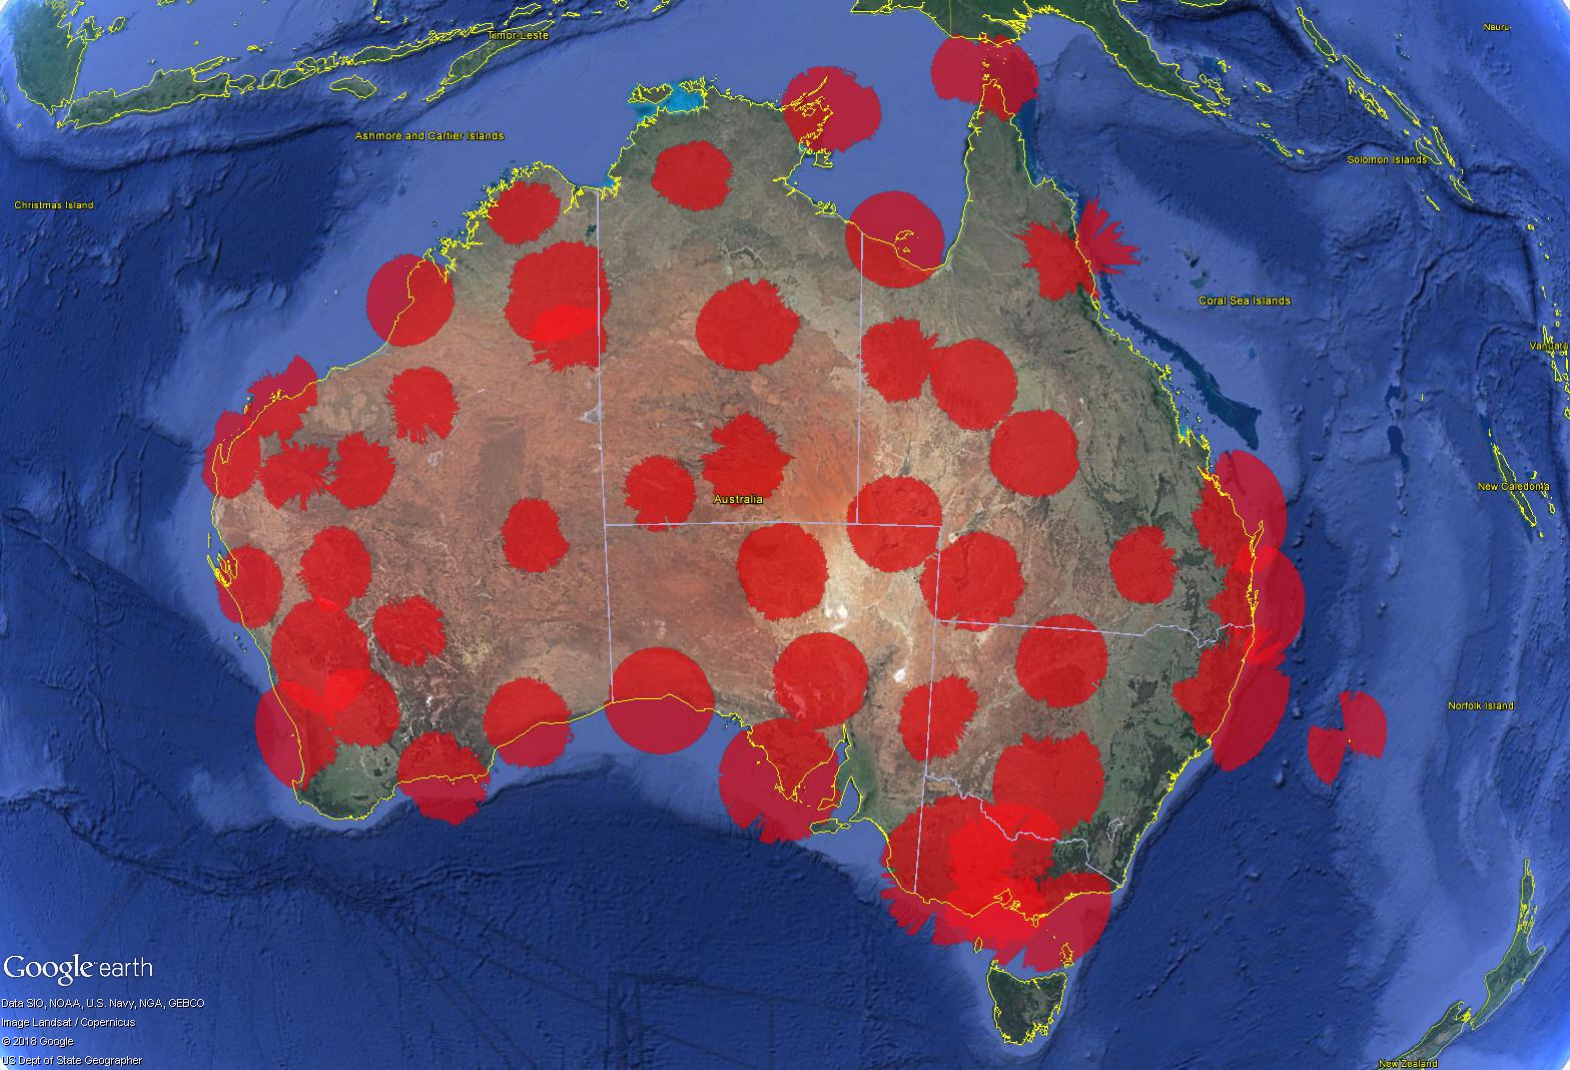 Nauru
Timor-Leste
Ashmore and Cartier Islands
Solomon Islands
Christmas Island
Coral Sea Islands
Vanuatu
New Caledonia
Australia
Norfolk Island
Google earth
Data SIO, NOAA, U.S. Navy, NGA, GEBCO
Image Landsat / Copernicus
© 2018 Google
US Dept of State Geographer
New Zealand